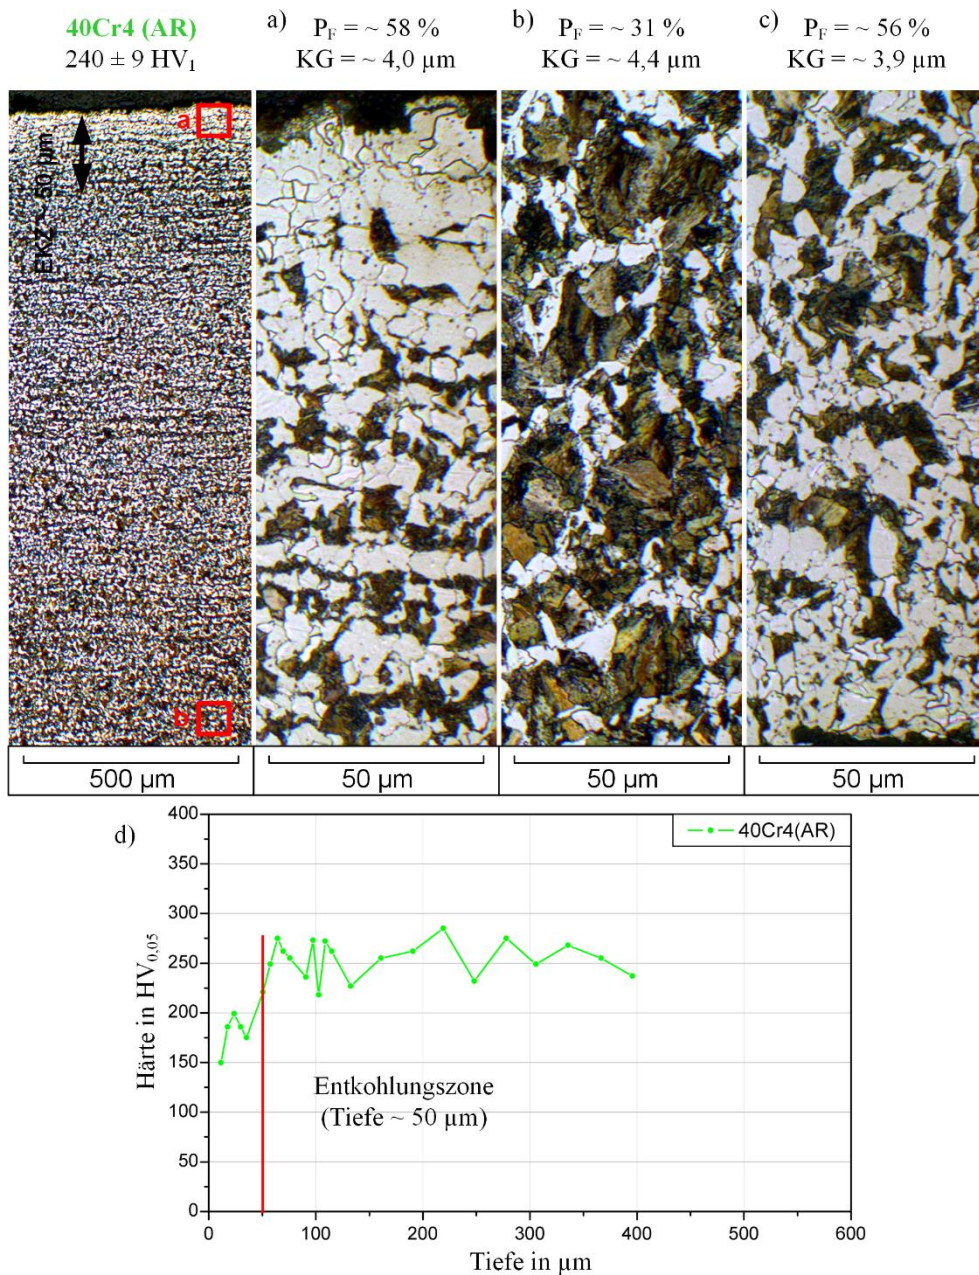 40Cr4 (AR)
240 ± 9 HV₁
a) P_F = ~ 58 %
KG = ~ 4,0 µm
b) P_F = ~ 31 %
KG = ~ 4,4 µm
c) P_F = ~ 56 %
KG = ~ 3,9 µm
a
EKZ ~ 50 µm
b
500 µm
50 µm
50 µm
50 µm
d)
40Cr4(AR)
Härte in HV₀,₀₅
400
350
300
250
200
150
100
50
0
Entkohlungszone
(Tiefe ~ 50 µm)
0 100 200 300 400 500 600
Tiefe in µm